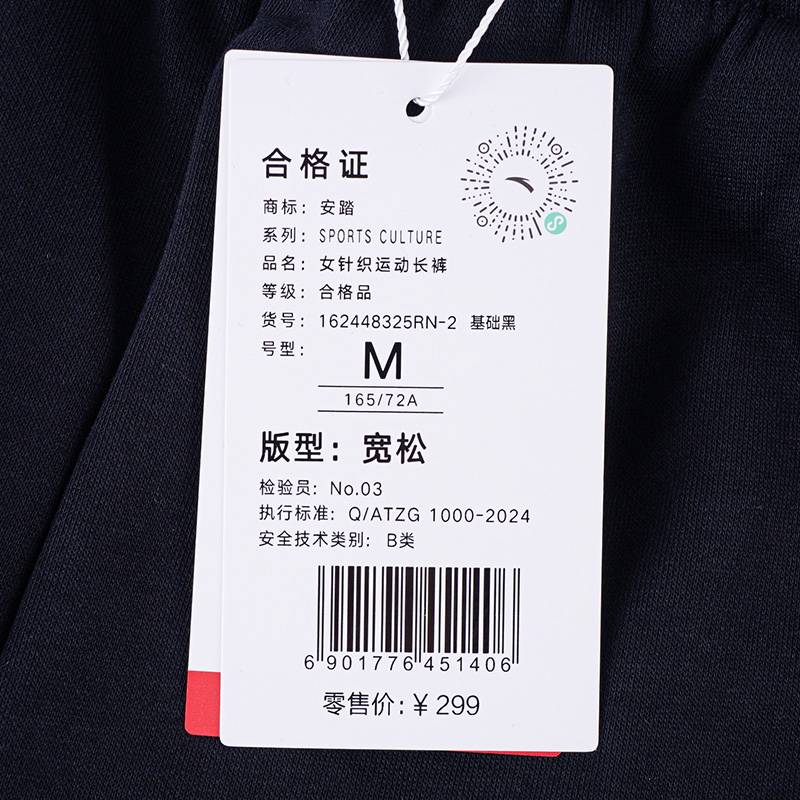 合格证
商标：安踏
系列：SPORTS CULTURE
品名：女针织运动长裤
等级：合格品
货号：162448325RN-2 基础黑
号型：M
165/72A
版型：宽松
检验员：No.03
执行标准：Q/ATZG 1000-2024
安全技术类别：B类
6 901776 451406
零售价:￥299